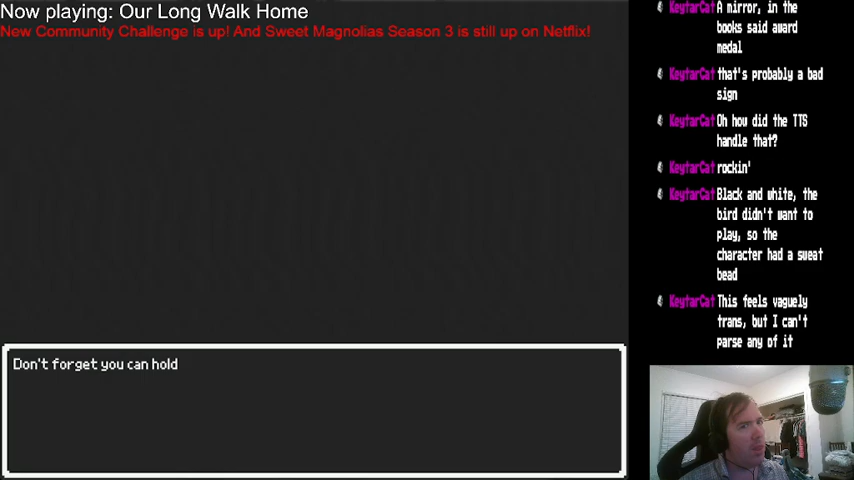 Now playing: Our Long Walk Home
New Community Challenge is up! And Sweet Magnolias Season 3 is still up on Netflix!
Don't forget you can hold
KeytarCat A mirror, in the
books said award
medal
KeytarCat that's probably a bad
sign
KeytarCat Oh how did the TTS
handle that?
KeytarCat rockin'
KeytarCat Black and white, the
bird didn't want to
play, so the
character had a sweat
bead
KeytarCat This feels vaguely
trans, but I can't
parse any of it